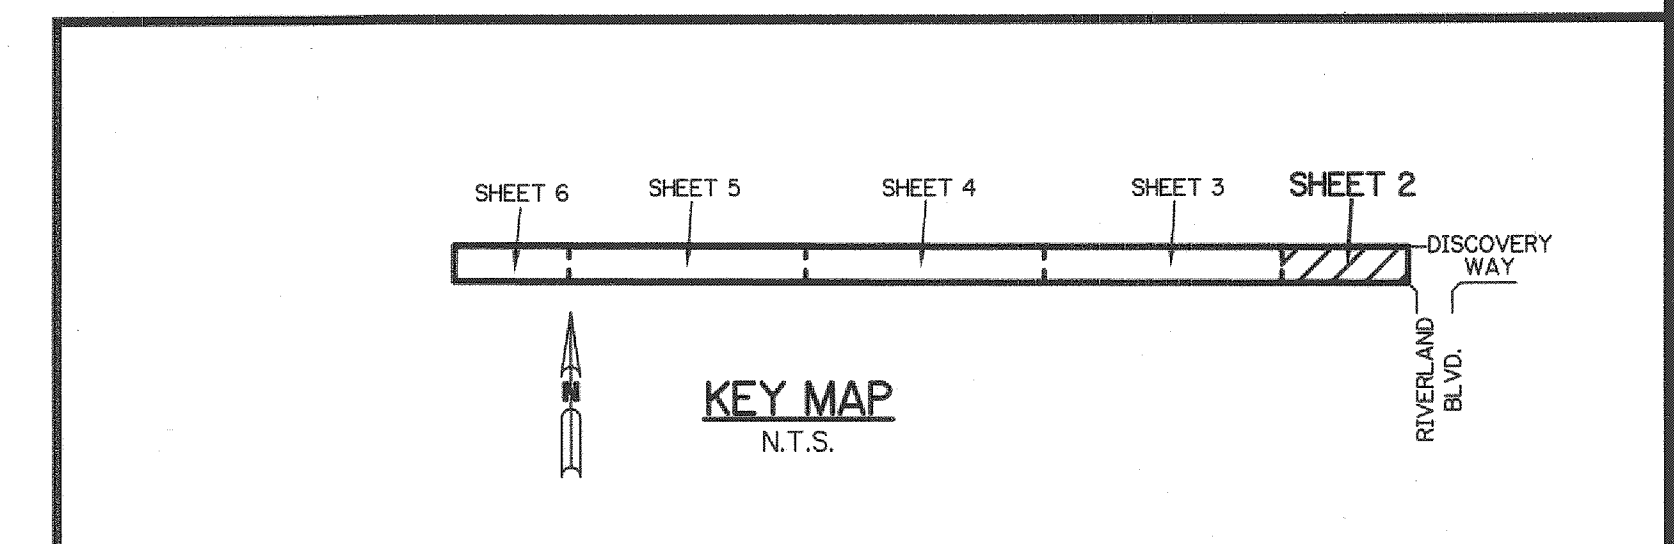 SHEET 6
SHEET 5
SHEET 4
SHEET 3
SHEET 2
DISCOVERY
WAY
RIVERLAND
BLVD.
N
KEY MAP
N.T.S.